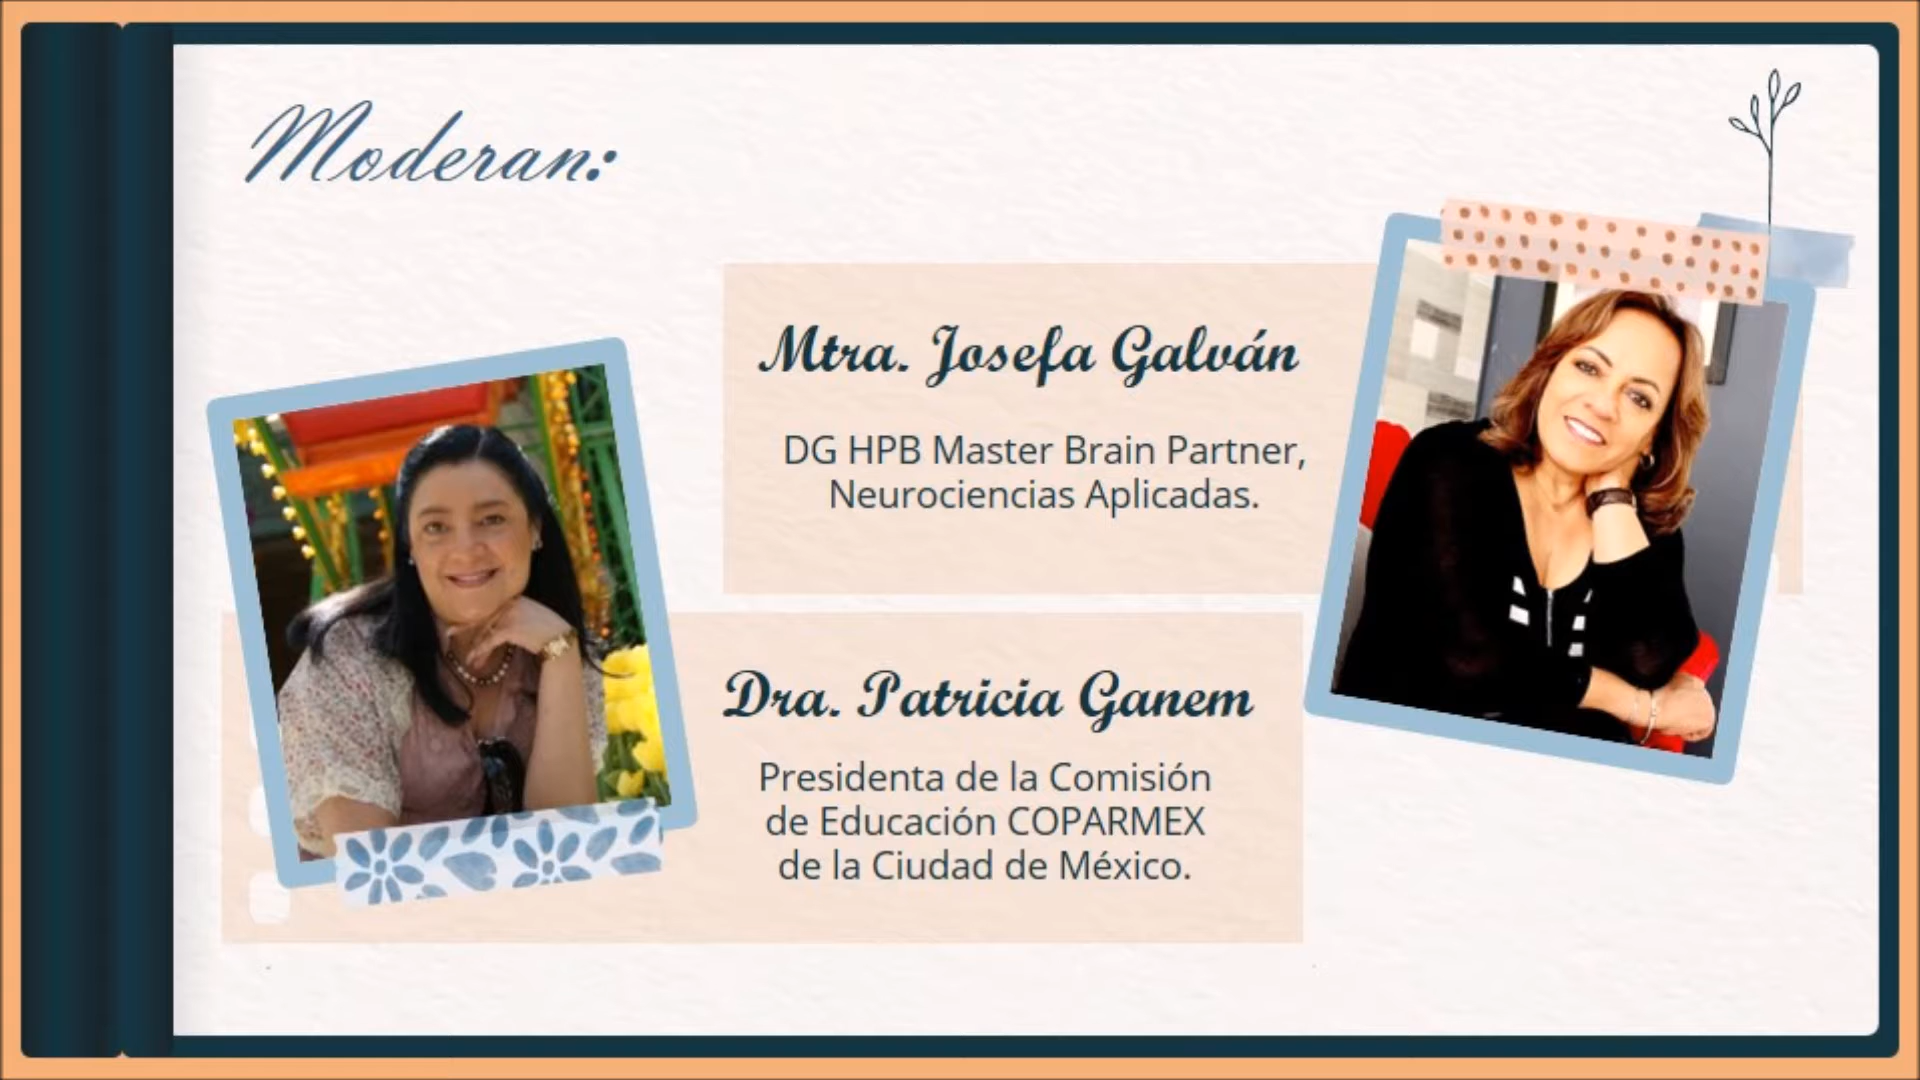 Moderan:
Mtra. Josefa Galván
DG HPB Master Brain Partner,
Neurociencias Aplicadas.
Dra. Patricia Ganem
Presidenta de la Comisión
de Educación COPARMEX
de la Ciudad de México.